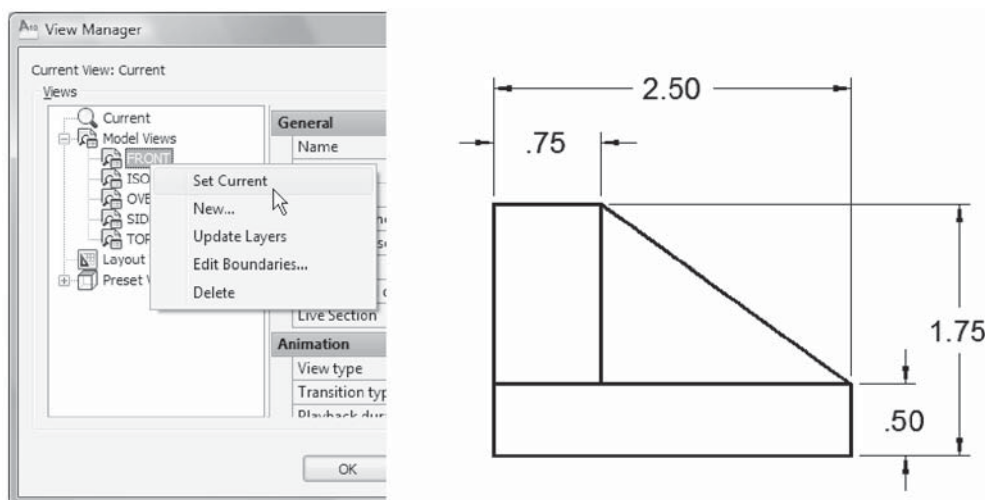 View Manager
Current View: Current
Views
Current
Model Views
FRONT
ISO
OVE
SID
TOP
Layout
Preset V
Set Current
New...
Update Layers
Edit Boundaries...
Delete
General
Name
Live Section
Animation
View type
Transition typ
Playback dur
OK
2.50
.75
1.75
.50